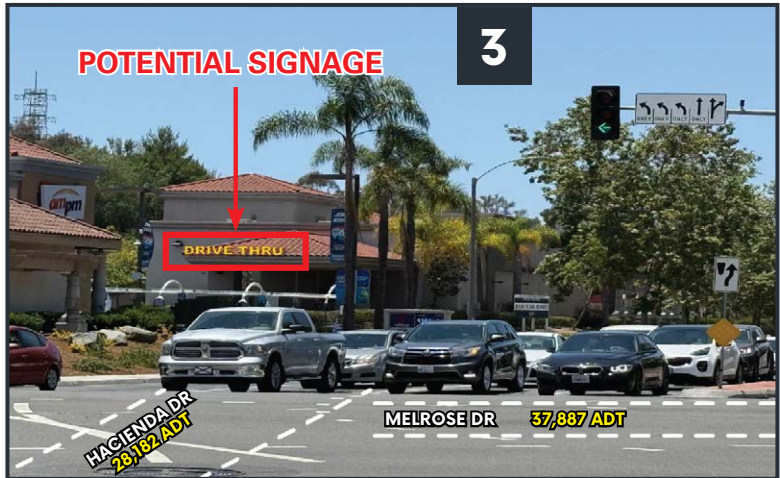 3
POTENTIAL SIGNAGE
ampm
DRIVE THRU
ONLY ONLY ONLY ONLY
HACIENDA DR
28,182 ADT
MELROSE DR 37,887 ADT